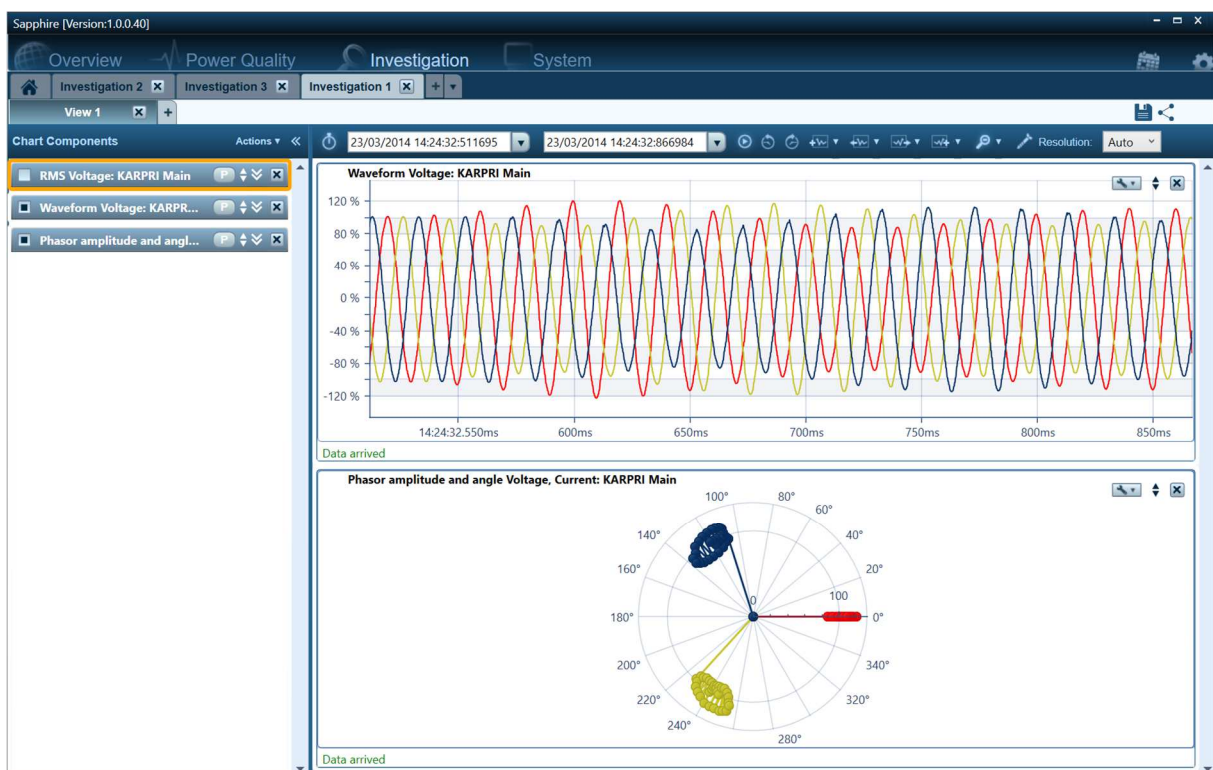 Sapphire [Version:1.0.0.40]
Overview Power Quality Investigation System
Investigation 2 Investigation 3 Investigation 1 +
View 1 +
Chart Components Actions 23/03/2014 14:24:32:511695 23/03/2014 14:24:32:866984 Resolution: Auto
RMS Voltage: KARPRI Main P
Waveform Voltage: KARPR... P
Phasor amplitude and angl... P
Waveform Voltage: KARPRI Main
120 %
80 %
40 %
0 %
-40 %
-80 %
-120 %
14:24:32.550ms 600ms 650ms 700ms 750ms 800ms 850ms
Data arrived
Phasor amplitude and angle Voltage, Current: KARPRI Main
100° 80°
60°
140° 40°
160° 20°
0 100
180° 0°
200° 340°
220° 320°
240°
280°
Data arrived